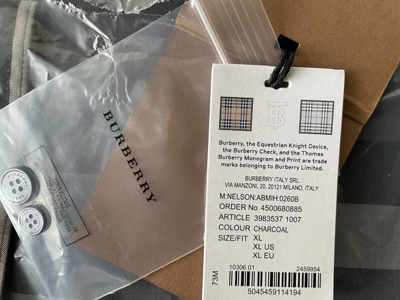 BURBERRY
Burberry, the Equestrian Knight Device,
the Burberry Check, and the Thomas
Burberry Monogram and Print are trade
marks belonging to Burberry Limited.
BURBERRY ITALY SRL
VIA MANZONI, 20, 20121 MILANO, ITALY
M:NELSON:ABMIH:0260B
ORDER No 4500680885
ARTICLE 3983537 1007
COLOUR CHARCOAL
SIZE/FIT XL
XL US
XL EU
73M
10306 01 2459954
5045459114194